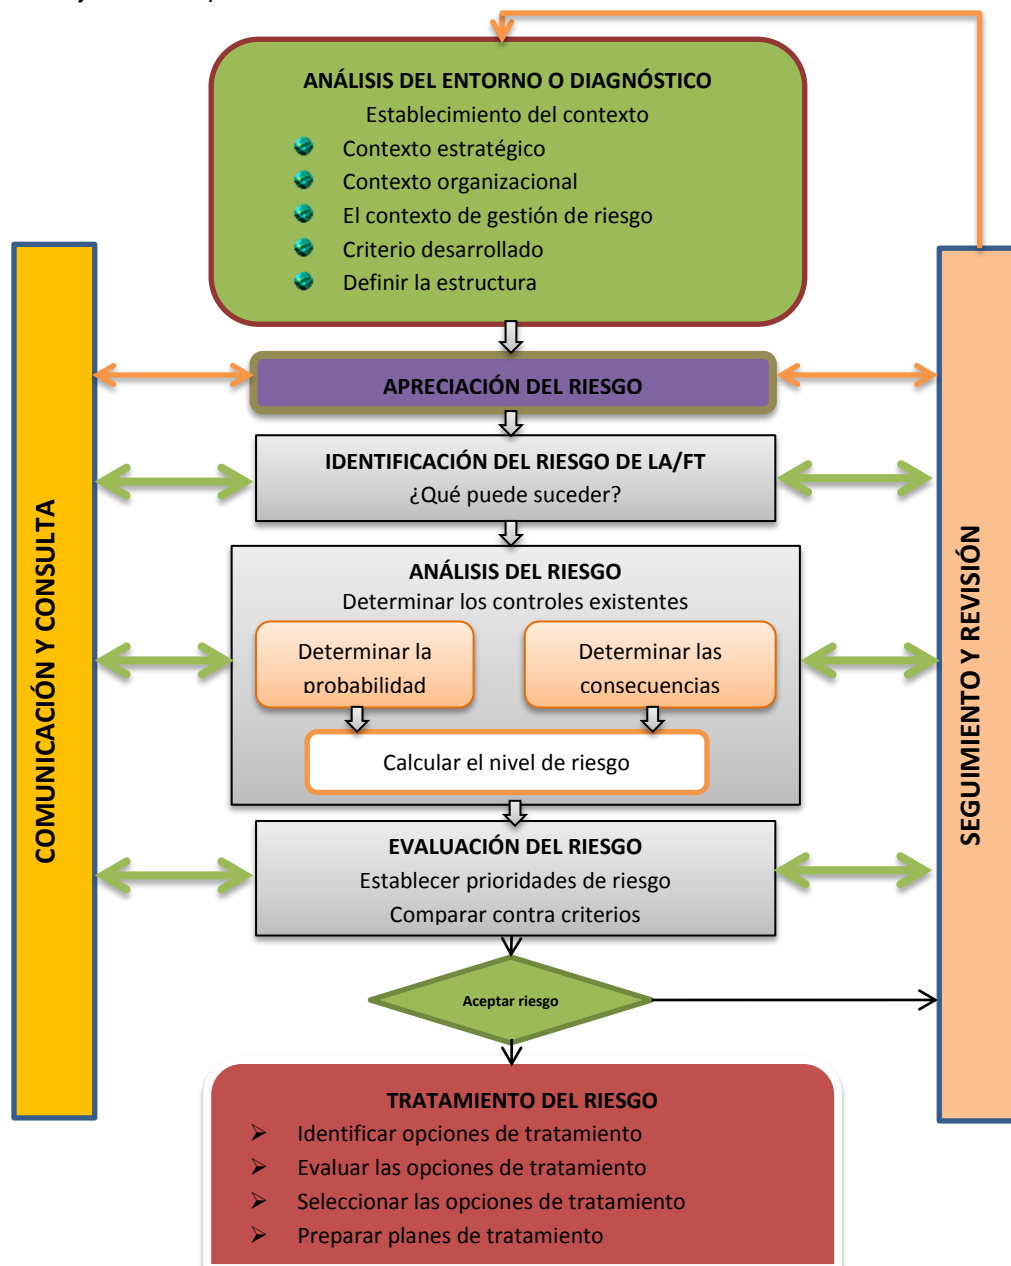 ANÁLISIS DEL ENTORNO O DIAGNÓSTICO
Establecimiento del contexto
Contexto estratégico
Contexto organizacional
El contexto de gestión de riesgo
Criterio desarrollado
Definir la estructura
APRECIACIÓN DEL RIESGO
IDENTIFICACIÓN DEL RIESGO DE LA/FT
¿Qué puede suceder?
ANÁLISIS DEL RIESGO
Determinar los controles existentes
Determinar la
probabilidad
Determinar las
consecuencias
Calcular el nivel de riesgo
EVALUACIÓN DEL RIESGO
Establecer prioridades de riesgo
Comparar contra criterios
Aceptar riesgo
TRATAMIENTO DEL RIESGO
Identificar opciones de tratamiento
Evaluar las opciones de tratamiento
Seleccionar las opciones de tratamiento
Preparar planes de tratamiento
COMUNICACIÓN Y CONSULTA
SEGUIMIENTO Y REVISIÓN